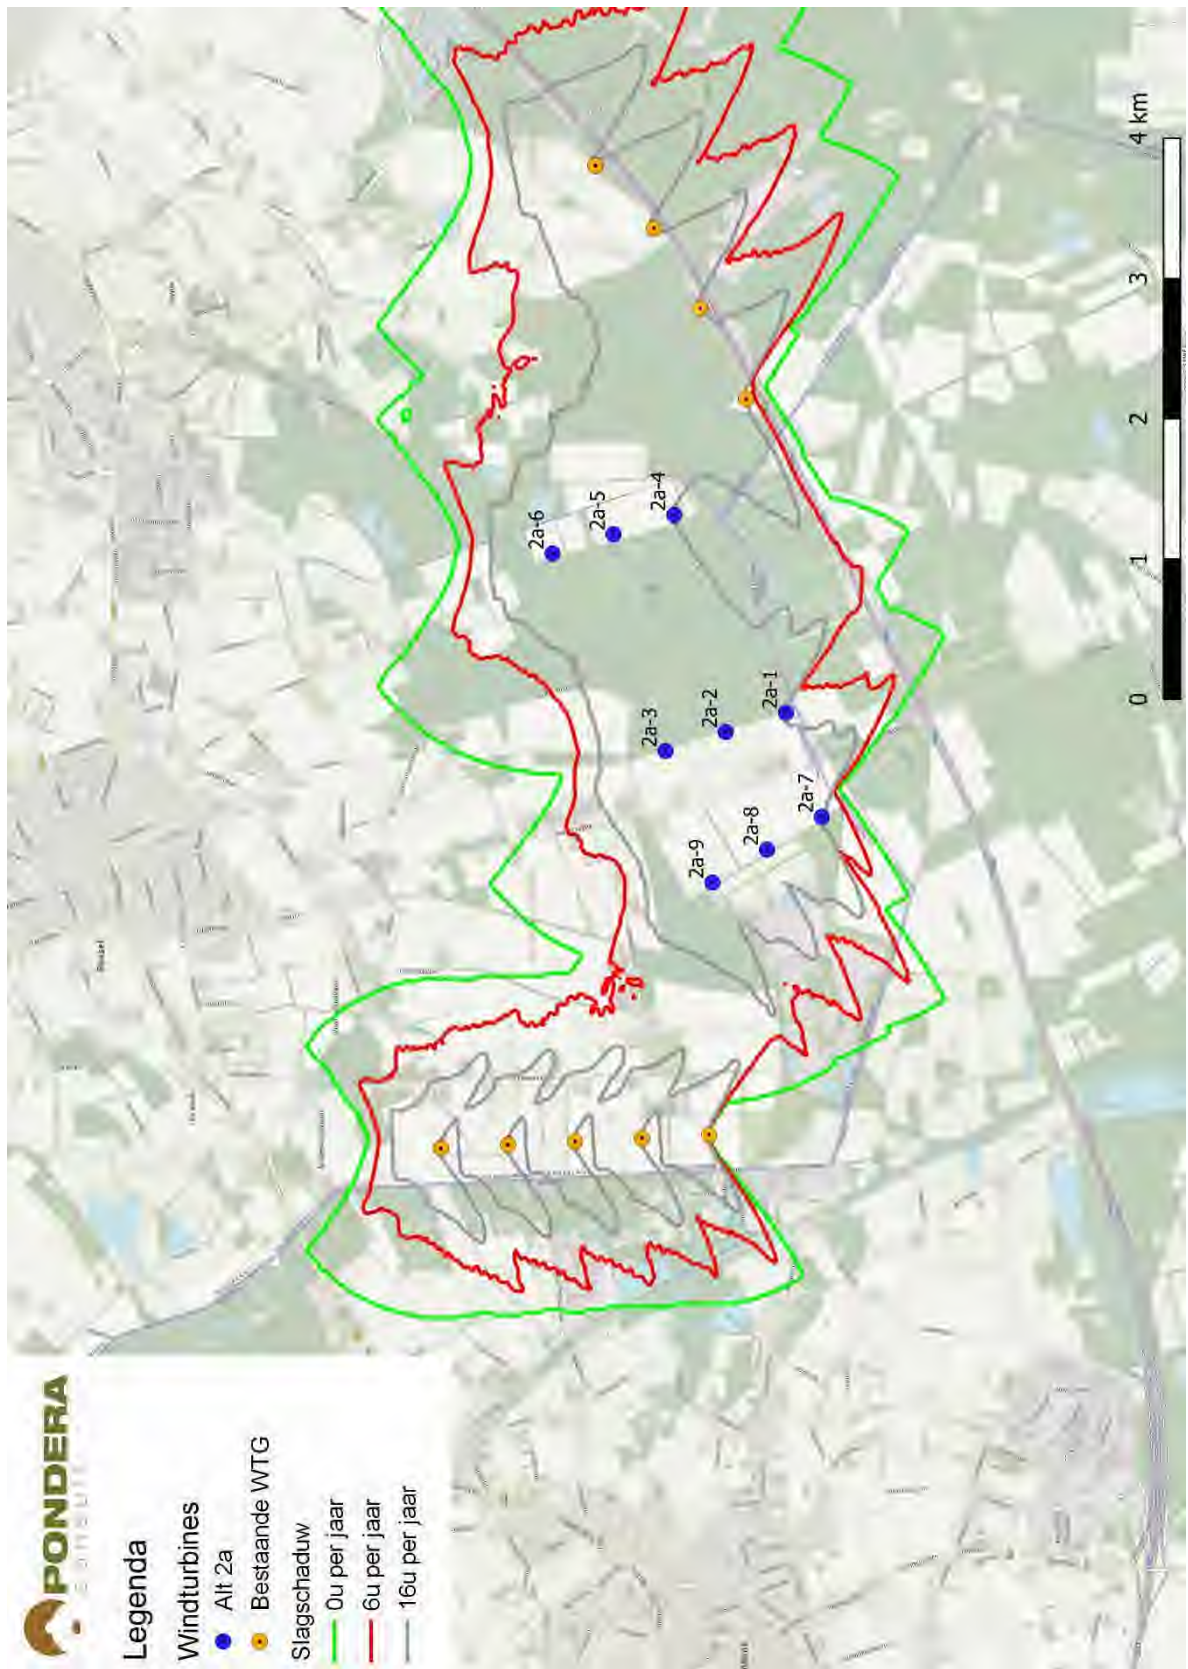 PONDERA
CONSULT
Legenda
Windturbines
Alt 2a
Bestaande WTG
Slagschaduw
0u per jaar
6u per jaar
16u per jaar
2a-6
2a-5
2a-4
2a-3
2a-2
2a-1
2a-9
2a-8
2a-7
0 1 2 3 4 km